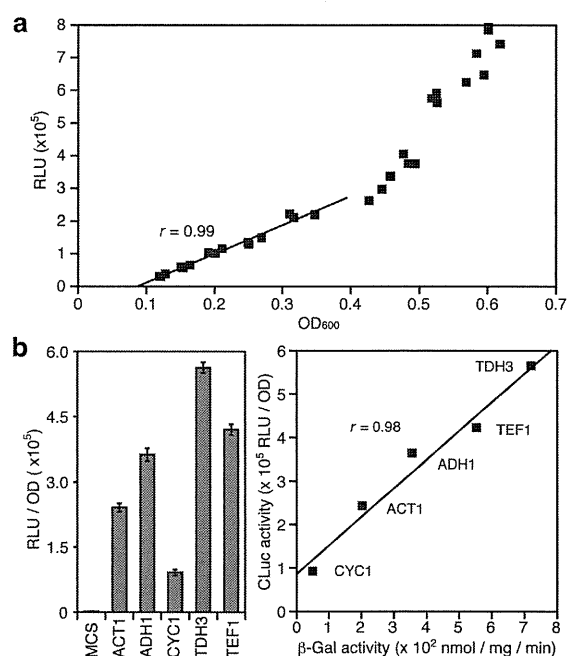 a
RLU (x10⁵)
8
7
6
5
4
3
2
1
0
r = 0.99
0 0.1 0.2 0.3 0.4 0.5 0.6 0.7
OD₆₀₀
b
RLU / OD ( x10⁵)
6.0
4.5
3.0
1.5
0
MCS ACT1 ADH1 CYC1 TDH3 TEF1
CLuc activity (x 10⁵ RLU / OD)
6
5
4
3
2
1
0
TDH3
TEF1
r = 0.98
ADH1
ACT1
CYC1
0 1 2 3 4 5 6 7 8
β-Gal activity (x 10² nmol / mg / min)